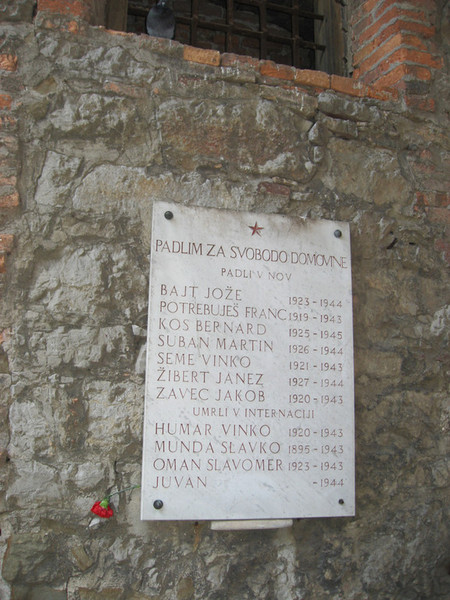 PADLIM ZA SVOBODO DOMOVINE
PADLI V NOV
BAJT JOŽE 1923-1944
POTREBUJEŠ FRANC 1919-1943
KOS BERNARD 1925-1945
SUBAN MARTIN 1926-1944
SEME VINKO 1921-1943
ŽIBERT JANEZ 1927-1944
ZAVEC JAKOB 1920-1943
UMRLI V INTERNACIJI
HUMAR VINKO 1920-1943
MUNDA SLAVKO 1895-1943
OMAN SLAVOMER 1923-1943
JUVAN -1944